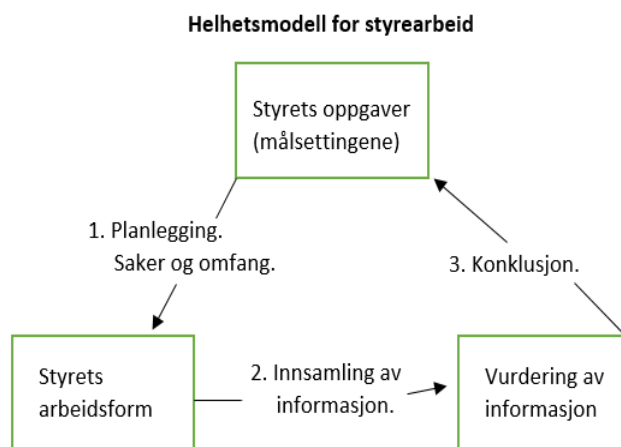 Helhetsmodell for styrearbeid
Styrets oppgaver
(målsettingene)
1. Planlegging.
Saker og omfang.
3. Konklusjon.
Styrets
arbeidsform
2. Innsamling av
informasjon.
Vurdering av
informasjon